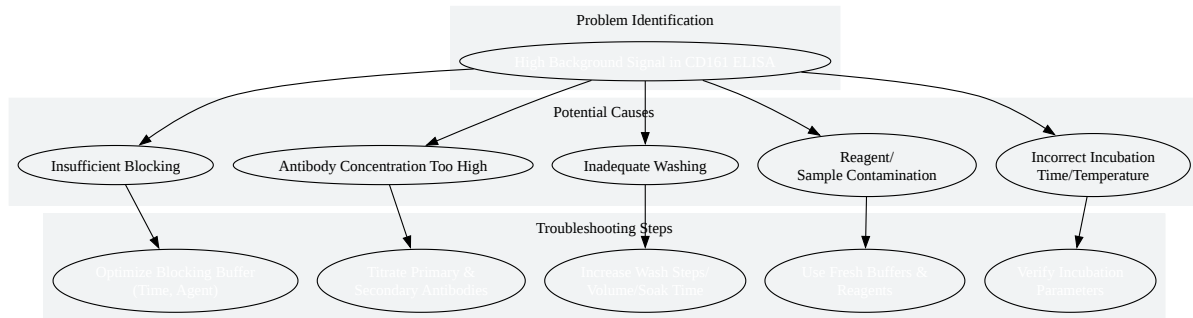 Problem Identification
High Background Signal in CD161 ELISA
Potential Causes
Insufficient Blocking
Antibody Concentration Too High
Inadequate Washing
Reagent/
Sample Contamination
Incorrect Incubation
Time/Temperature
Troubleshooting Steps
Optimize Blocking Buffer
(Time, Agent)
Titrate Primary &
Secondary Antibodies
Increase Wash Steps/
Volume/Soak Time
Use Fresh Buffers &
Reagents
Verify Incubation
Parameters